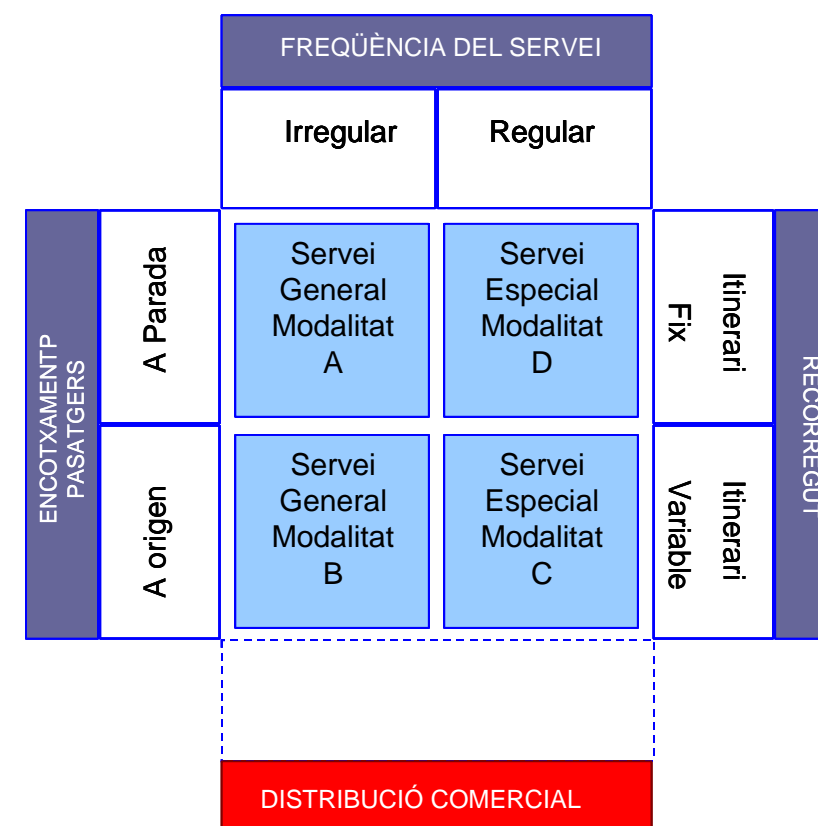 FREQÜÈNCIA DEL SERVEI
Irregular
Regular
ENCOTXAMENTP
PASATGERS
A Parada
Servei
General
Modalitat
A
Servei
Especial
Modalitat
D
Itinerari
Fix
RECORREGUT
A origen
Servei
General
Modalitat
B
Servei
Especial
Modalitat
C
Itinerari
Variable
DISTRIBUCIÓ COMERCIAL